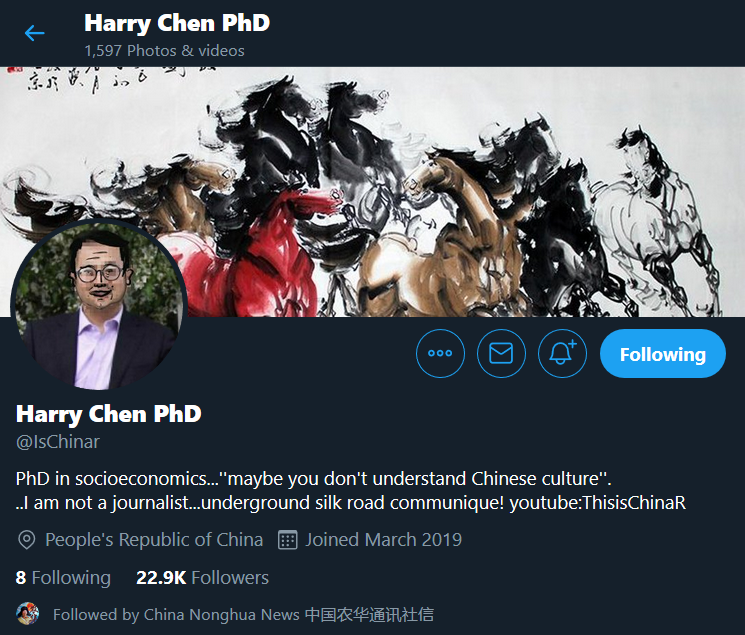 Harry Chen PhD
1,597 Photos & videos
Following
Harry Chen PhD
@IsChinar
PhD in socioeconomics...''maybe you don't understand Chinese culture''.
..I am not a journalist...underground silk road communique! youtube:ThisisChinaR
People's Republic of China Joined March 2019
8 Following 22.9K Followers
Followed by China Nonghua News 中国农华通讯社信